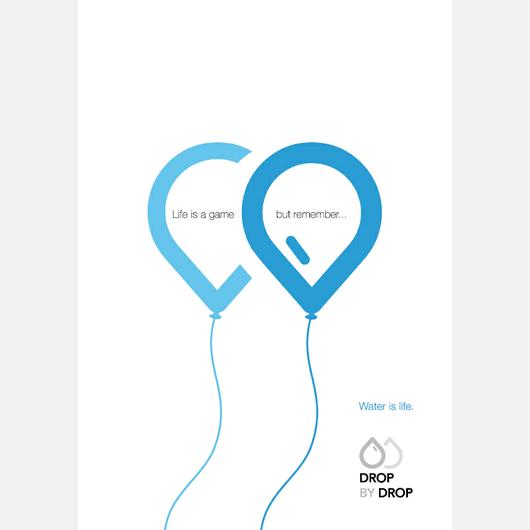 Life is a game
but remember...
Water is life.
DROP
BY DROP